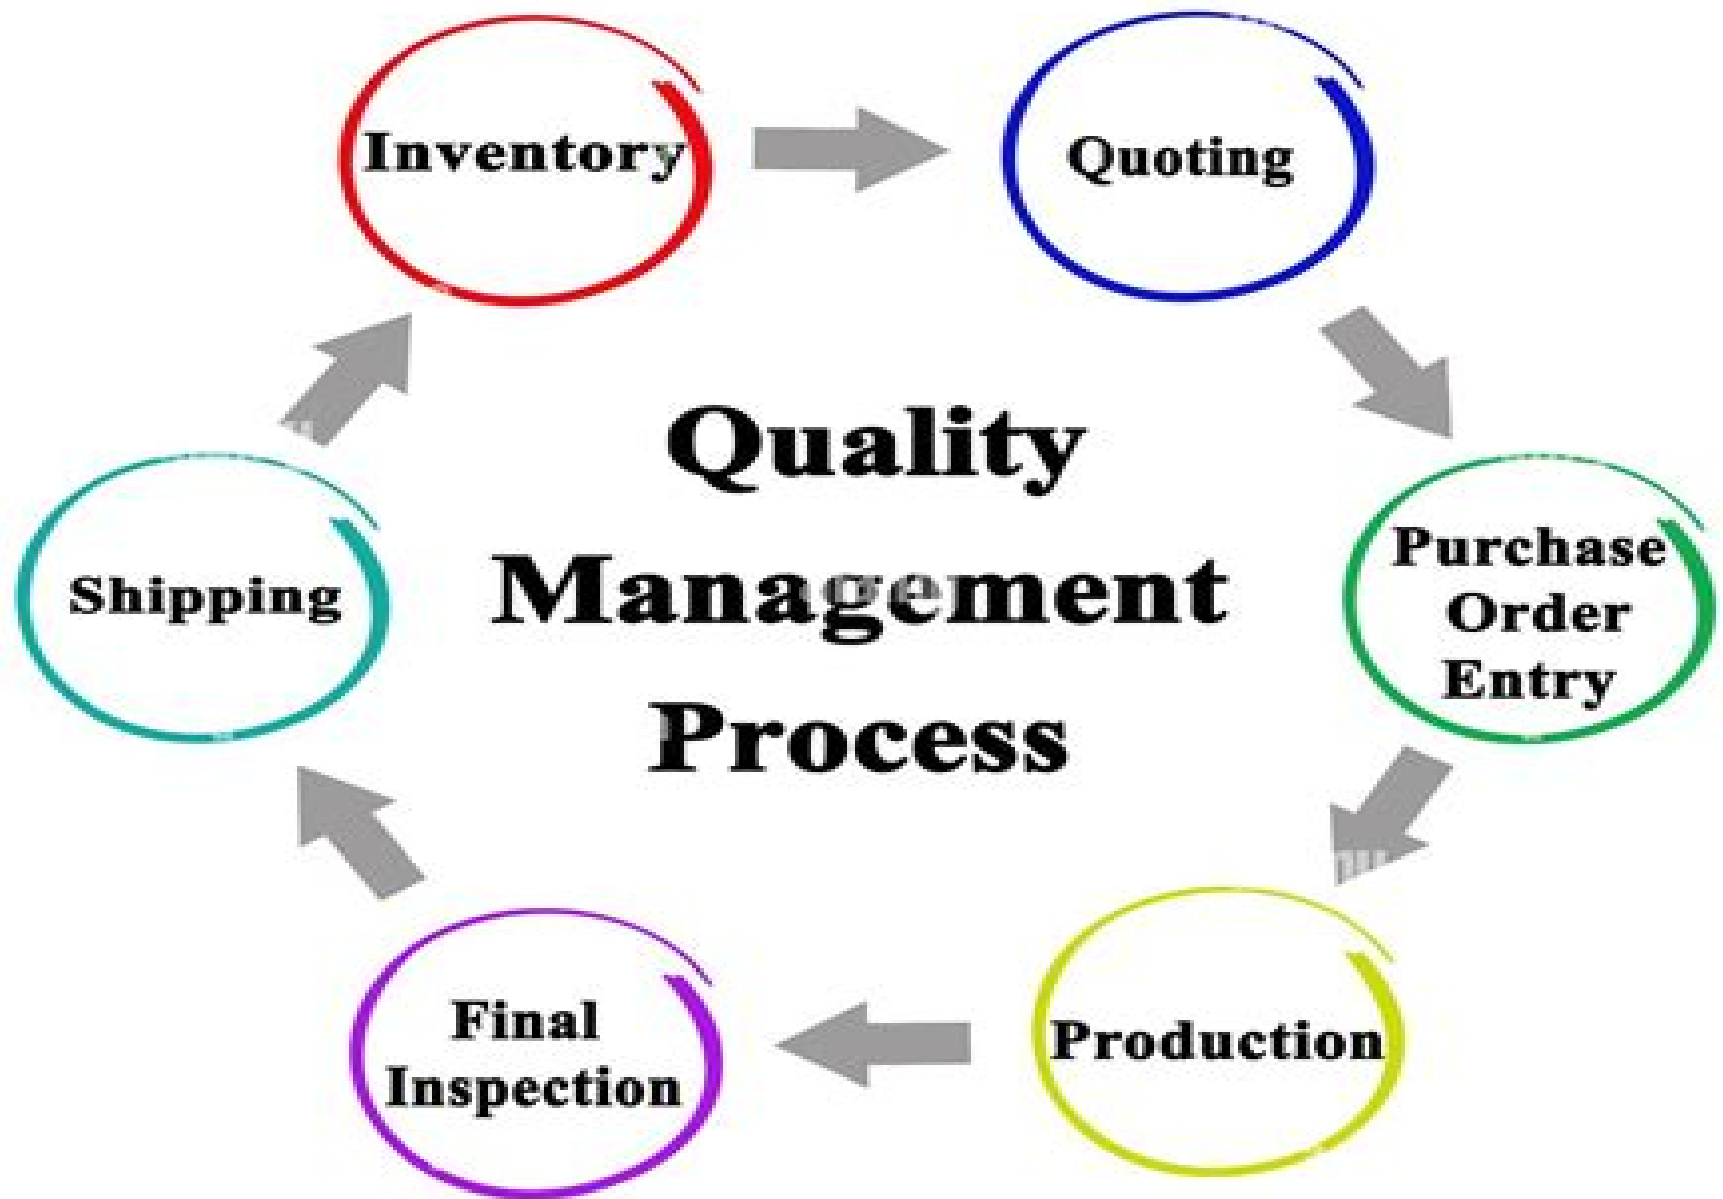 Inventory
Quoting
Quality
Management
Process
Purchase
Order
Entry
Production
Final
Inspection
Shipping